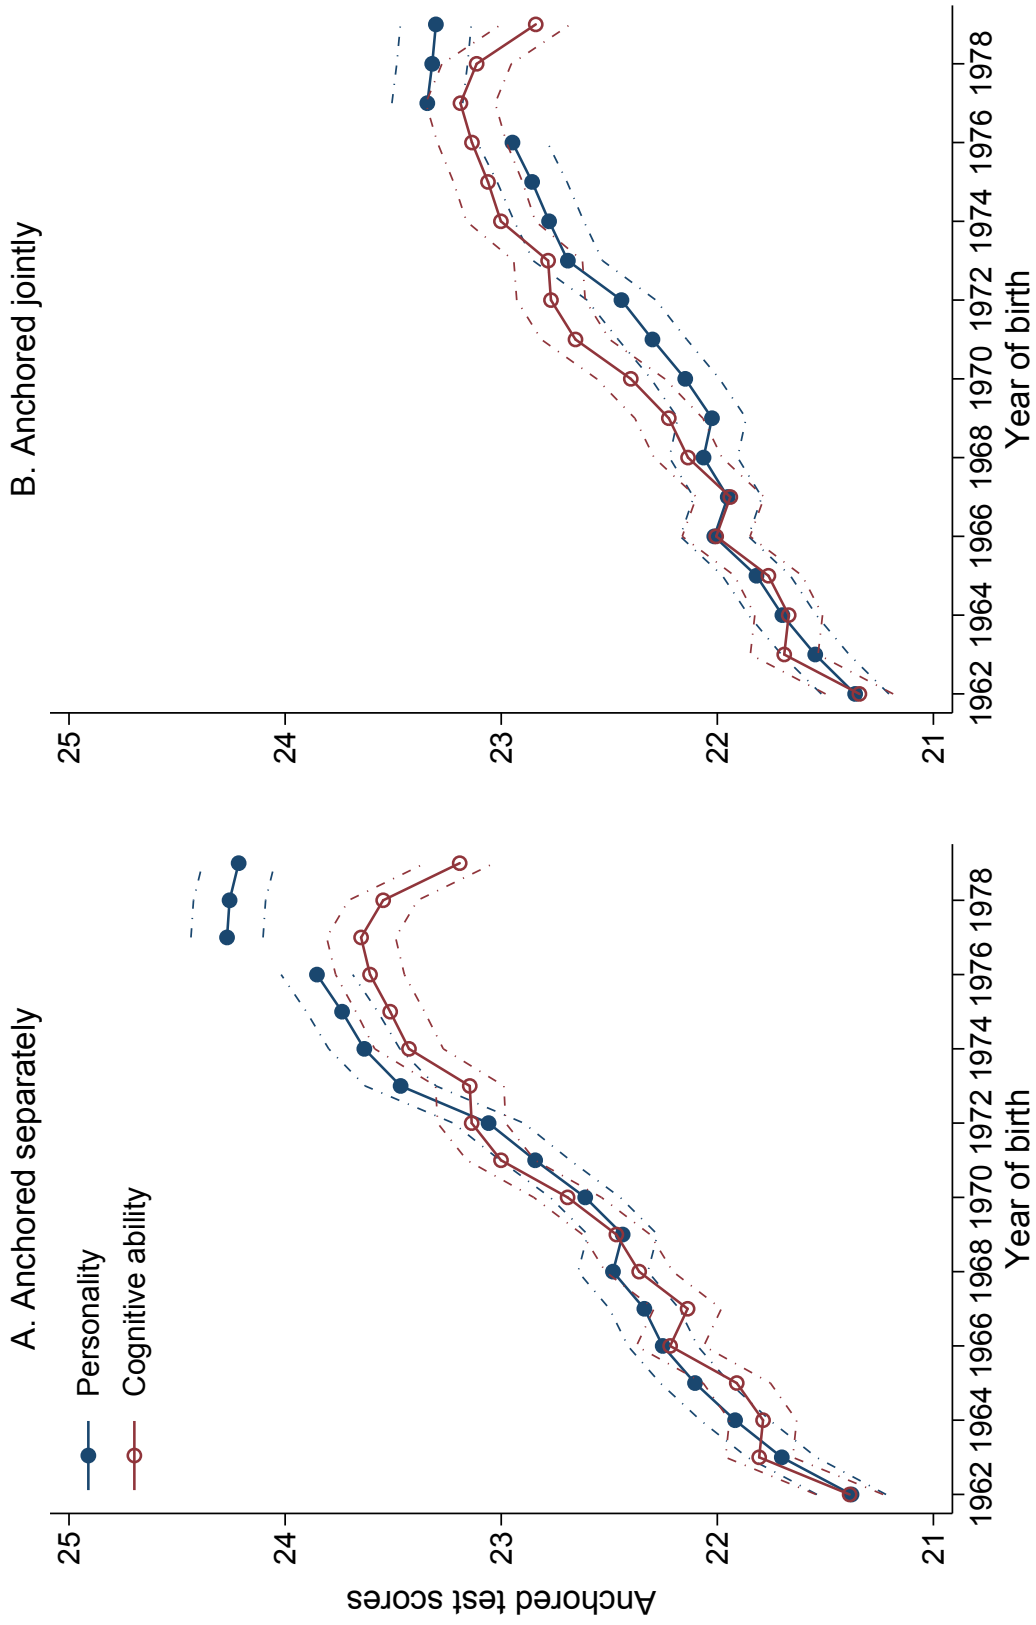 A. Anchored separately
Personality
Cognitive ability
Anchored test scores
25
24
23
22
21
1962 1964 1966 1968 1970 1972 1974 1976 1978
Year of birth
B. Anchored jointly
25
24
23
22
21
1962 1964 1966 1968 1970 1972 1974 1976 1978
Year of birth